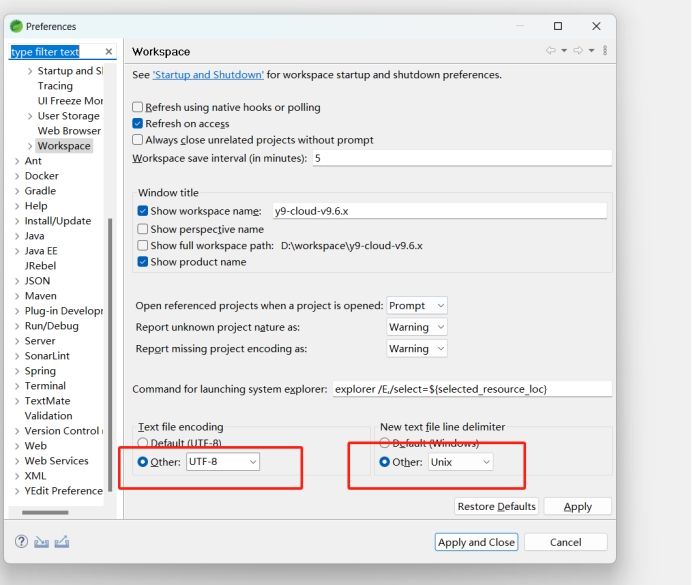 Preferences
type filter text
Workspace
See 'Startup and Shutdown' for workspace startup and shutdown preferences.
Startup and Sl
Tracing
UI Freeze Mor
User Storage
Web Browser
Workspace
Ant
Docker
Gradle
Help
Install/Update
Java
Java EE
JRebel
JSON
Maven
Plug-in Developr
Run/Debug
Server
SonarLint
Spring
Terminal
TextMate
Validation
Version Control (
Web
Web Services
XML
YEdit Preference
Refresh using native hooks or polling
Refresh on access
Always close unrelated projects without prompt
Workspace save interval (in minutes): 5
Window title
Show workspace name: y9-cloud-v9.6.x
Show perspective name
Show full workspace path: D:\workspace\y9-cloud-v9.6.x
Show product name
Open referenced projects when a project is opened: Prompt
Report unknown project nature as: Warning
Report missing project encoding as: Warning
Command for launching system explorer: explorer /E,/select=${selected_resource_loc}
Text file encoding
Default (UTF-8)
Other: UTF-8
New text file line delimiter
Default (Windows)
Other: Unix
Restore Defaults
Apply
Apply and Close
Cancel